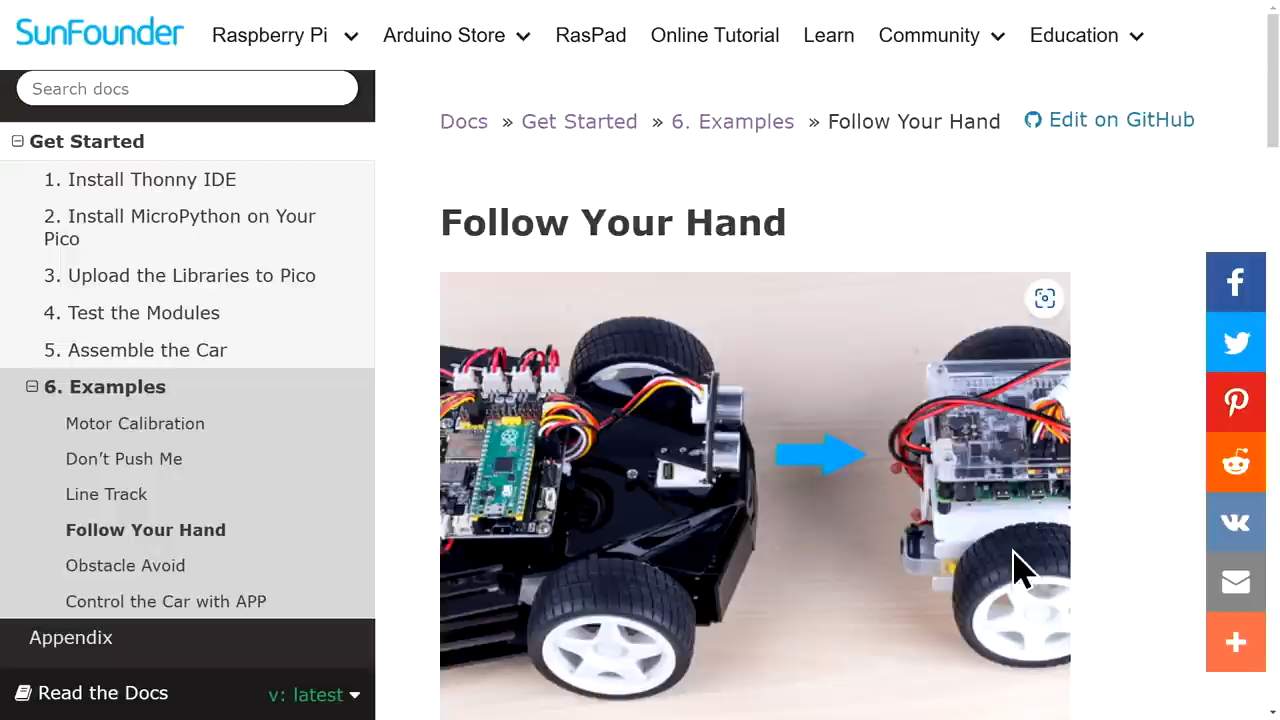 SunFounder
Raspberry Pi
Arduino Store
RasPad
Online Tutorial
Learn
Community
Education
Search docs
Get Started
1. Install Thonny IDE
2. Install MicroPython on Your
Pico
3. Upload the Libraries to Pico
4. Test the Modules
5. Assemble the Car
6. Examples
Motor Calibration
Don’t Push Me
Line Track
Follow Your Hand
Obstacle Avoid
Control the Car with APP
Appendix
Read the Docs
v: latest
Docs » Get Started » 6. Examples » Follow Your Hand
Edit on GitHub
Follow Your Hand